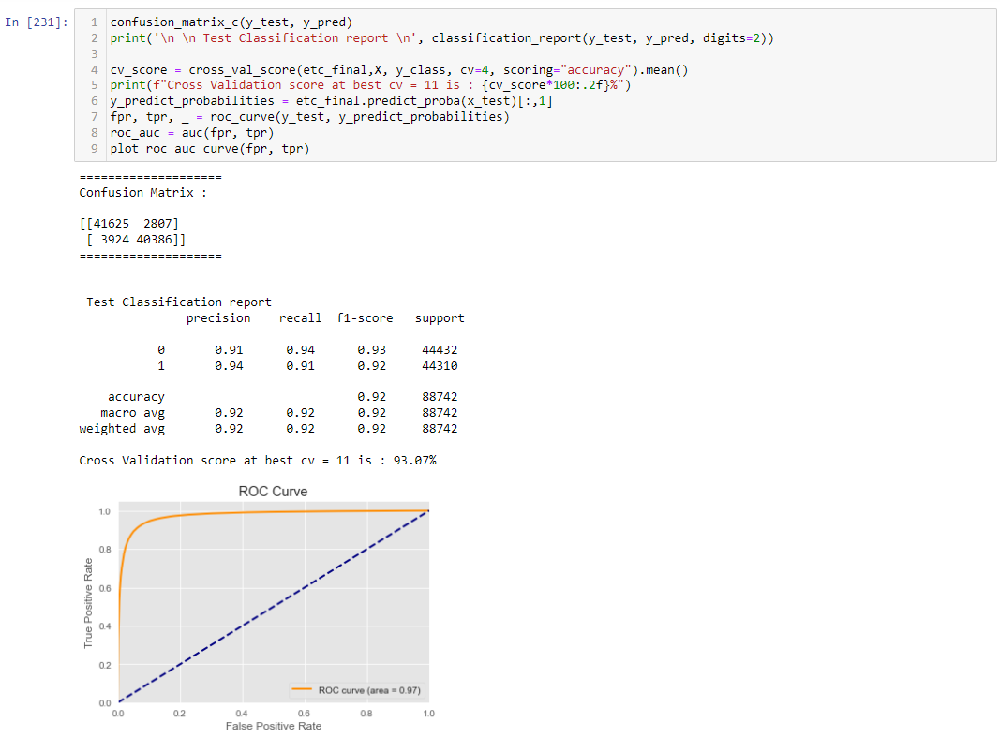 In [231]:
1 confusion_matrix_c(y_test, y_pred)
2 print('\n \n Test Classification report \n', classification_report(y_test, y_pred, digits=2))
3
4 cv_score = cross_val_score(etc_final,X, y_class, cv=4, scoring="accuracy").mean()
5 print(f"Cross Validation score at best cv = 11 is : {cv_score*100:.2f}%")
6 y_predict_probabilities = etc_final.predict_proba(x_test)[:,1]
7 fpr, tpr, _ = roc_curve(y_test, y_predict_probabilities)
8 roc_auc = auc(fpr, tpr)
9 plot_roc_auc_curve(fpr, tpr)
====================
Confusion Matrix :
[[41625  2807]
[ 3924 40386]]
====================
Test Classification report
precision recall f1-score support
0 0.91 0.94 0.93 44432
1 0.94 0.91 0.92 44310
accuracy 0.92 88742
macro avg 0.92 0.92 0.92 88742
weighted avg 0.92 0.92 0.92 88742
Cross Validation score at best cv = 11 is : 93.07%
ROC Curve
1.0
0.8
0.6
0.4
0.2
0.0
True Positive Rate
ROC curve (area = 0.97)
0.0 0.2 0.4 0.6 0.8 1.0
False Positive Rate